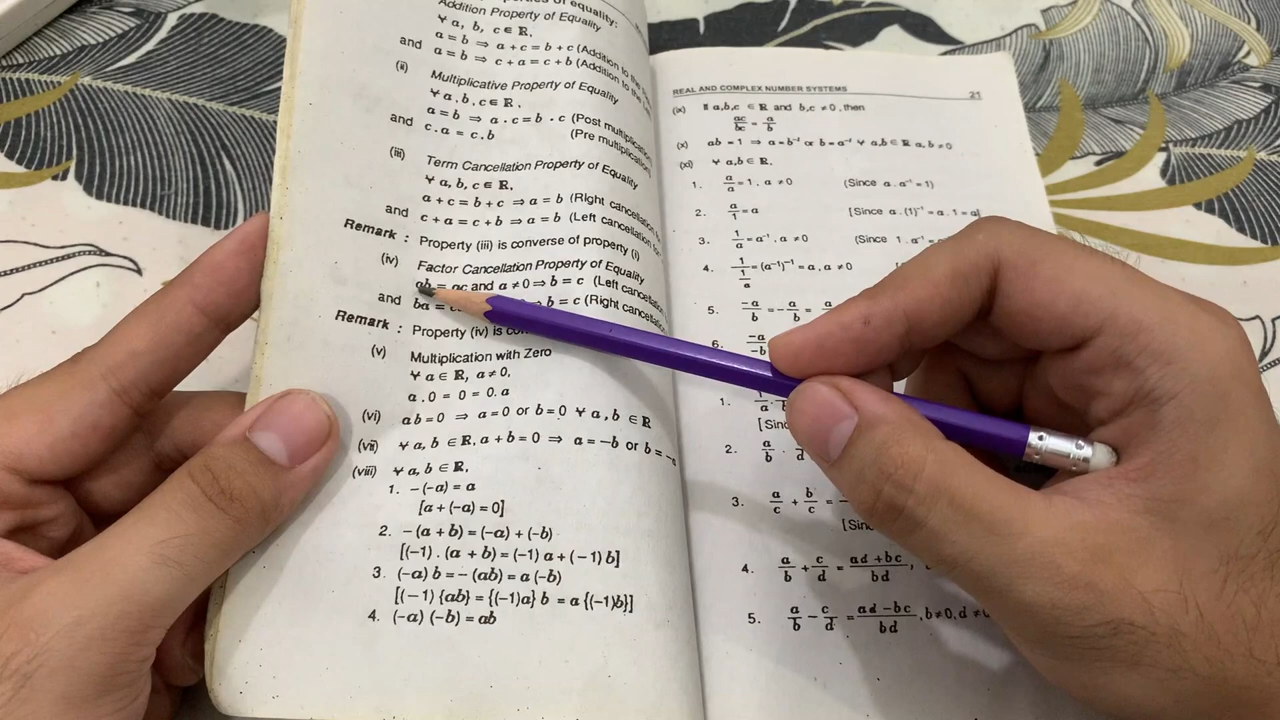 of equality:
Addition Property of Equality
∀ a, b, c ∈ ℝ,
a = b ⇒ a + c = b + c (Addition to the
and a = b ⇒ c + a = c + b (Addition to the
(ii) Multiplicative Property of Equality
∀ a, b, c ∈ ℝ,
a = b ⇒ a · c = b · c (Post multiplication
and c . a = c . b (Pre multiplication)
(iii) Term Cancellation Property of Equality
∀ a, b, c ∈ ℝ,
a + c = b + c ⇒ a = b (Right cancellation
and c + a = c + b ⇒ a = b (Left cancellation
Remark : Property (iii) is converse of property (i)
(iv) Factor Cancellation Property of Equality
ab = ac and a ≠ 0 ⇒ b = c (Left cancellation
and ba = ⇒ b = c (Right cancellation
Remark : Property (iv) is
(v) Multiplication with Zero
∀ a ∈ ℝ, a ≠ 0,
a . 0 = 0 = 0. a
(vi) ab = 0 ⇒ a = 0 or b = 0 ∀ a, b ∈ ℝ
(vii) ∀ a, b ∈ ℝ, a + b = 0 ⇒ a = −b or b = −a
(viii) ∀ a, b ∈ ℝ,
1. −(−a) = a
[a + (−a) = 0]
2. −(a + b) = (−a) + (−b)
[(−1) . (a + b) = (−1) a + (−1) b]
3. (−a) b = − (ab) = a (−b)
[(−1) {ab} = {(−1)a} b = a {(−1)b}]
4. (−a) (−b) = ab
REAL AND COMPLEX NUMBER SYSTEMS 21
(ix) If a,b,c ∈ ℝ and b,c ≠ 0, then
ac/bc = a/b
(x) ab = 1 ⇒ a = b⁻¹ or b = a⁻¹ ∀ a,b ∈ ℝ a, b ≠ 0
(xi) ∀ a, b ∈ ℝ,
1. a/a = 1, a ≠ 0 (Since a . a⁻¹ = 1)
2. a/1 = a [Since a . (1)⁻¹ = a . 1 = a]
3. 1/a = a⁻¹, a ≠ 0 (Since 1 . a⁻¹ =
4. 1/(1/a) = (a⁻¹)⁻¹ = a, a ≠ 0
5. −a/b = −a/b =
6. −a/−b
1. 1/a ·
2. a/b ·
3. a/c + b/c =
4. a/b + c/d = ad + bc/bd,
5. a/b − c/d = ad − bc/bd, b ≠ 0, d ≠